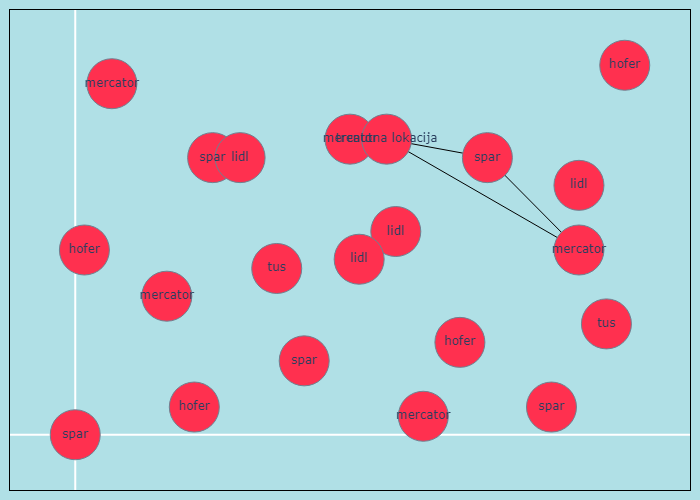 hofer
mercator
mercator
trenutna lokacija
spar
lidl
spar
lidl
lidl
hofer
mercator
lidl
tus
mercator
tus
hofer
spar
hofer
spar
mercator
spar